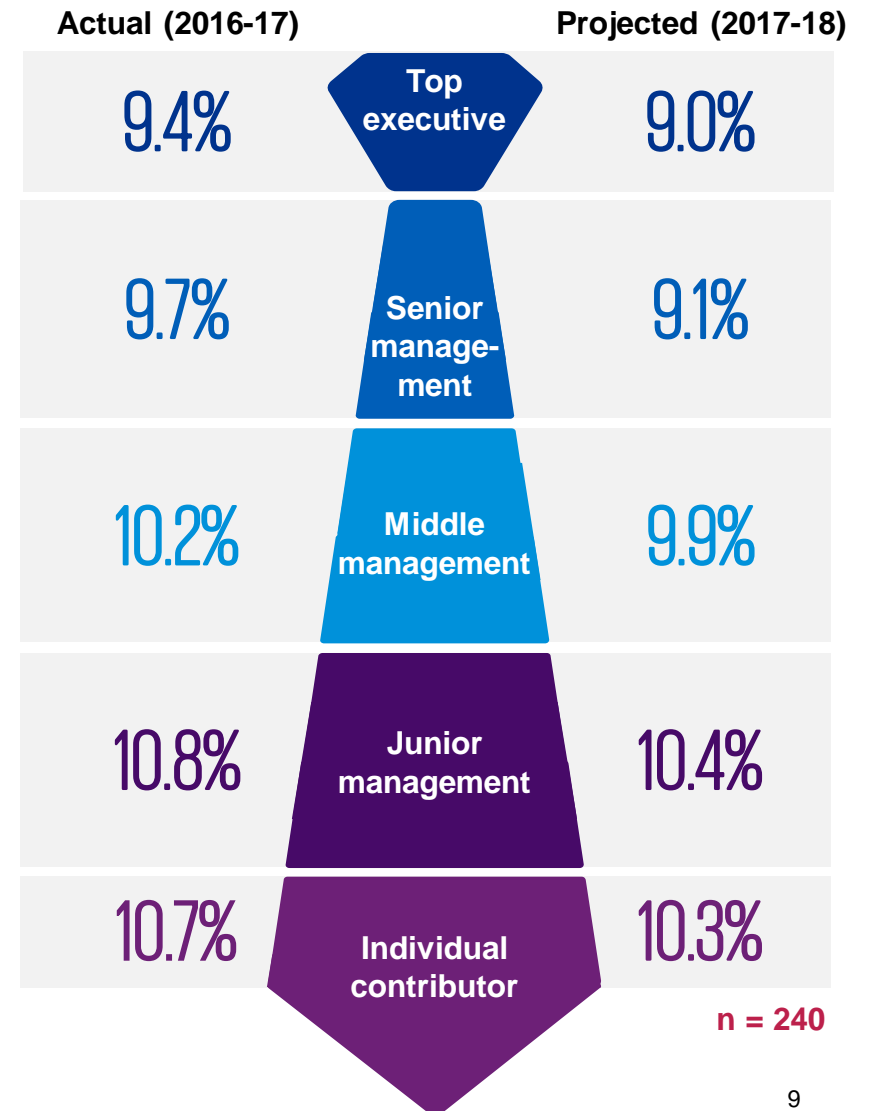 Actual (2016-17)
Projected (2017-18)
9.4%
Top
executive
9.0%
9.7%
Senior
manage-
ment
9.1%
10.2%
Middle
management
9.9%
10.8%
Junior
management
10.4%
10.7%
Individual
contributor
10.3%
n = 240
9